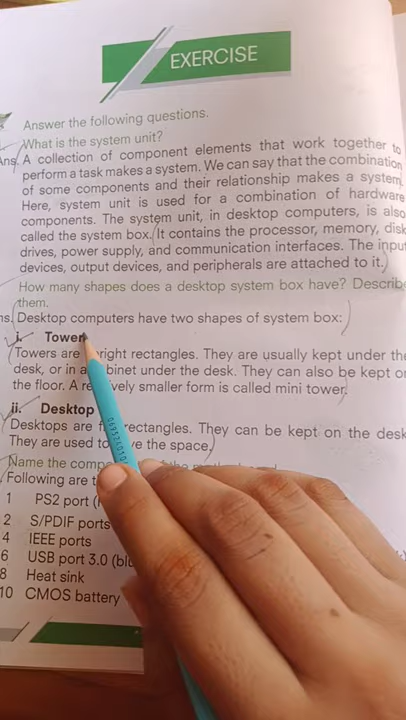 EXERCISE
Answer the following questions.
What is the system unit?
Ans. A collection of component elements that work together to
perform a task makes a system. We can say that the combination
of some components and their relationship makes a system.
Here, system unit is used for a combination of hardware
components. The system unit, in desktop computers, is also
called the system box. It contains the processor, memory, disk
drives, power supply, and communication interfaces. The input
devices, output devices, and peripherals are attached to it.
How many shapes does a desktop system box have? Describe
them.
Desktop computers have two shapes of system box:
i. Tower
Towers are rectangles. They are usually kept under the
desk, or in a under the desk. They can also be kept on
the floor. A smaller form is called mini tower.
ii. Desktop
Desktops are rectangles. They can be kept on the desk
They are used to the space.
Name the
Following are
1 PS2 port
2 S/PDIF ports
4 IEEE ports
6 USB port 3.0
8 Heat sink
10 CMOS battery
0695260101